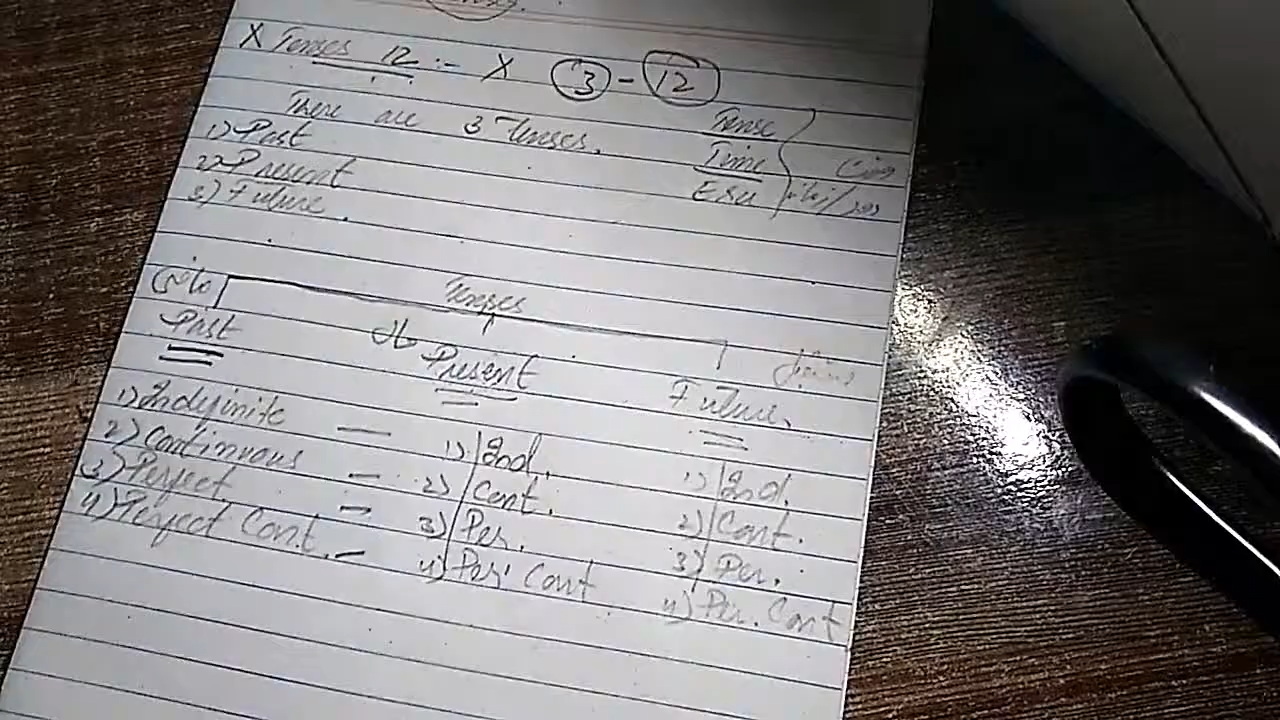 X Tenses 12 :- X 3 - 12
There are 3 Tenses.
Tense
Time
1) Past
2) Present
3) Future.
Tenses
Past
Present
Future.
1) Indefinite — 1) Ind. 1) Ind.
2) Continuous — 2) Cont. 2) Cont.
3) Perfect — 3) Per. 3) Per.
4) Perfect Cont. — 4) Per. Cont 4) Per. Cont